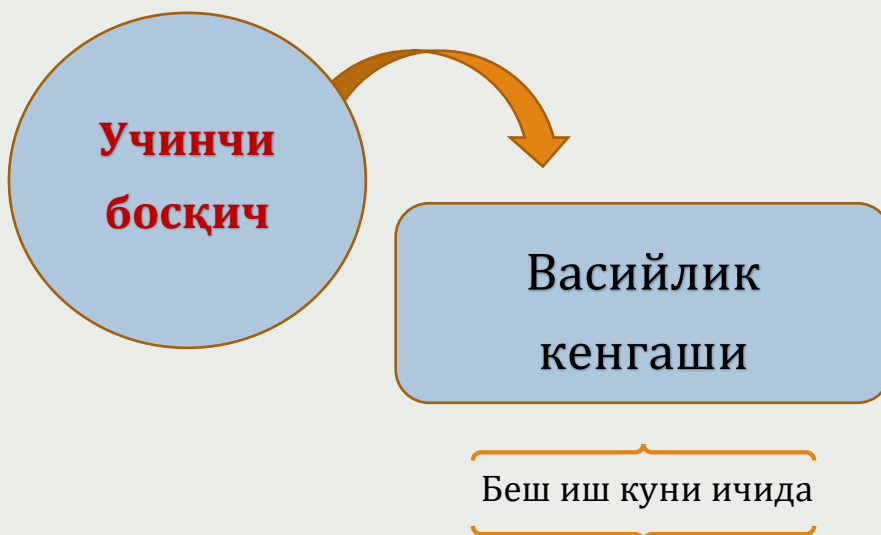 Учинчи
босқич
Васийлик
кенгаши
Беш иш куни ичида